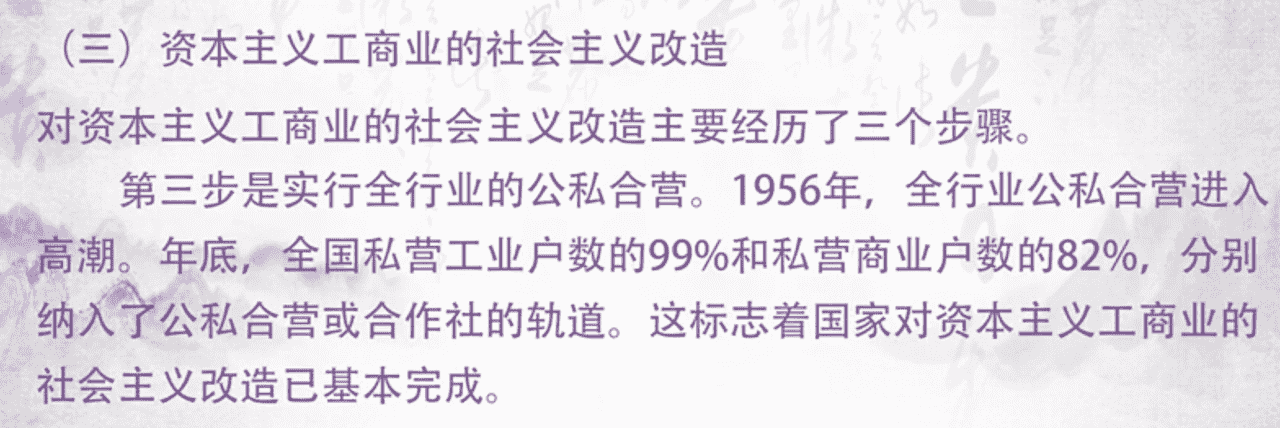 （三）资本主义工商业的社会主义改造
对资本主义工商业的社会主义改造主要经历了三个步骤。
第三步是实行全行业的公私合营。1956年，全行业公私合营进入
高潮。年底，全国私营工业户数的99%和私营商业户数的82%，分别
纳入了公私合营或合作社的轨道。这标志着国家对资本主义工商业的
社会主义改造已基本完成。